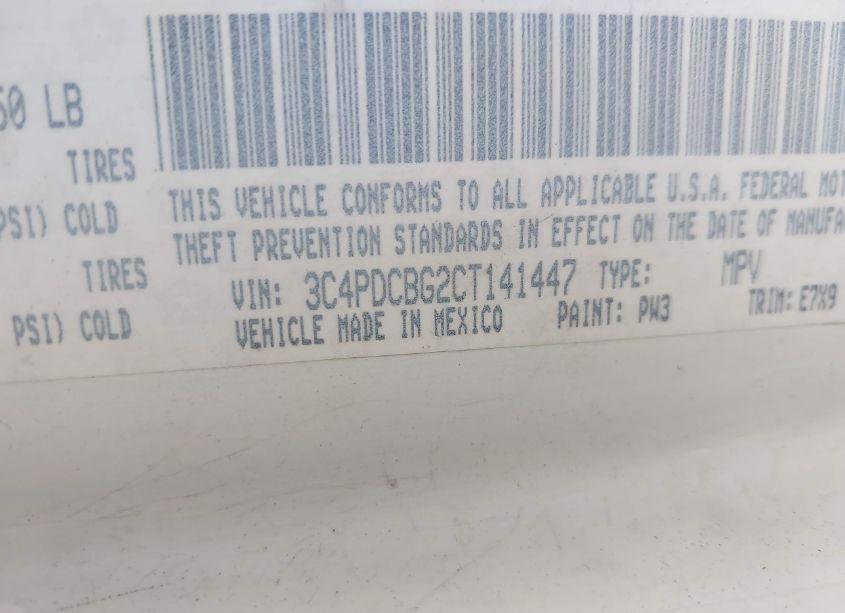 50 LB
TIRES
PSI) COLD
TIRES
PSI) COLD
THIS VEHICLE CONFORMS TO ALL APPLICABLE U.S.A. FEDERAL MOT
THEFT PREVENTION STANDARDS IN EFFECT ON THE DATE OF MANUFA
VIN: 3C4PDCBG2CT141447 TYPE: MPV
VEHICLE MADE IN MEXICO PAINT: PW3 TRIM: E7X9